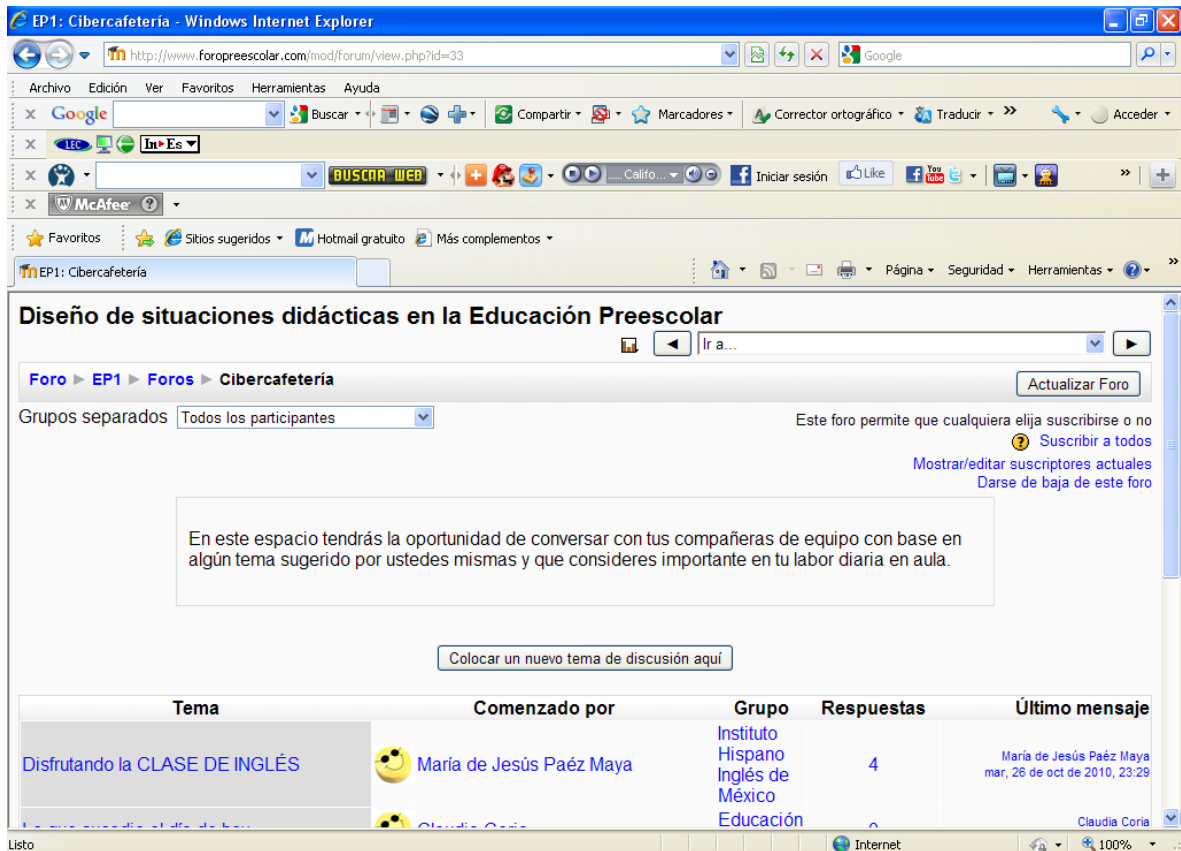 EP1: Cibercafetería - Windows Internet Explorer
http://www.foropreescolar.com/mod/forum/view.php?id=33
Google
Archivo Edición Ver Favoritos Herramientas Ayuda
x Google Buscar Compartir Marcadores Corrector ortográfico Traducir » Acceder
x LEC In▸Es
x BUSCAR WEB ..... Califo... Iniciar sesión Like You Tube »
x McAfee
Favoritos Sitios sugeridos Hotmail gratuito Más complementos
EP1: Cibercafetería Página Seguridad Herramientas »
Diseño de situaciones didácticas en la Educación Preescolar
Ir a...
Foro ► EP1 ► Foros ► Cibercafetería
Actualizar Foro
Grupos separados Todos los participantes
Este foro permite que cualquiera elija suscribirse o no
Suscribir a todos
Mostrar/editar suscriptores actuales
Darse de baja de este foro
En este espacio tendrás la oportunidad de conversar con tus compañeras de equipo con base en
algún tema sugerido por ustedes mismas y que consideres importante en tu labor diaria en aula.
Colocar un nuevo tema de discusión aquí
Tema Comenzado por Grupo Respuestas Último mensaje
Disfrutando la CLASE DE INGLÉS
María de Jesús Paéz Maya
Instituto
Hispano
Inglés de
México
4
María de Jesús Paéz Maya
mar, 26 de oct de 2010, 23:29
Claudia Coria
Educación
Claudia Coria
Listo Internet 100%